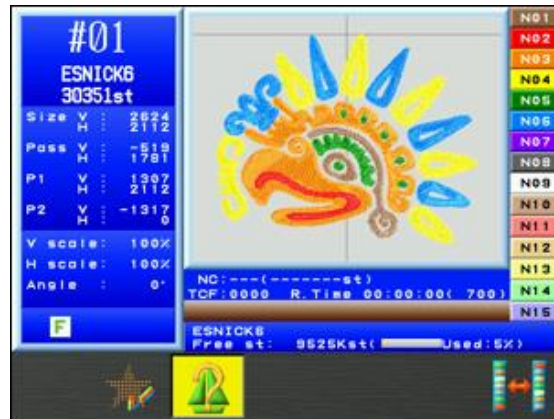 #01
ESNICK6
30351st
Size V : 2624
H : 2112
Pass V : -519
H : 1781
P1 V : 1307
H : 2112
P2 V : -1317
H : 0
V scale: 100%
H scale: 100%
Angle : 0°
F
NC:---(-------st)
TCF:0000 R.Time 00:00:00( 700)
ESNICK6
Free st: 9525Kst( Used:5%)
N01
N02
N03
N04
N05
N06
N07
N08
N09
N10
N11
N12
N13
N14
N15